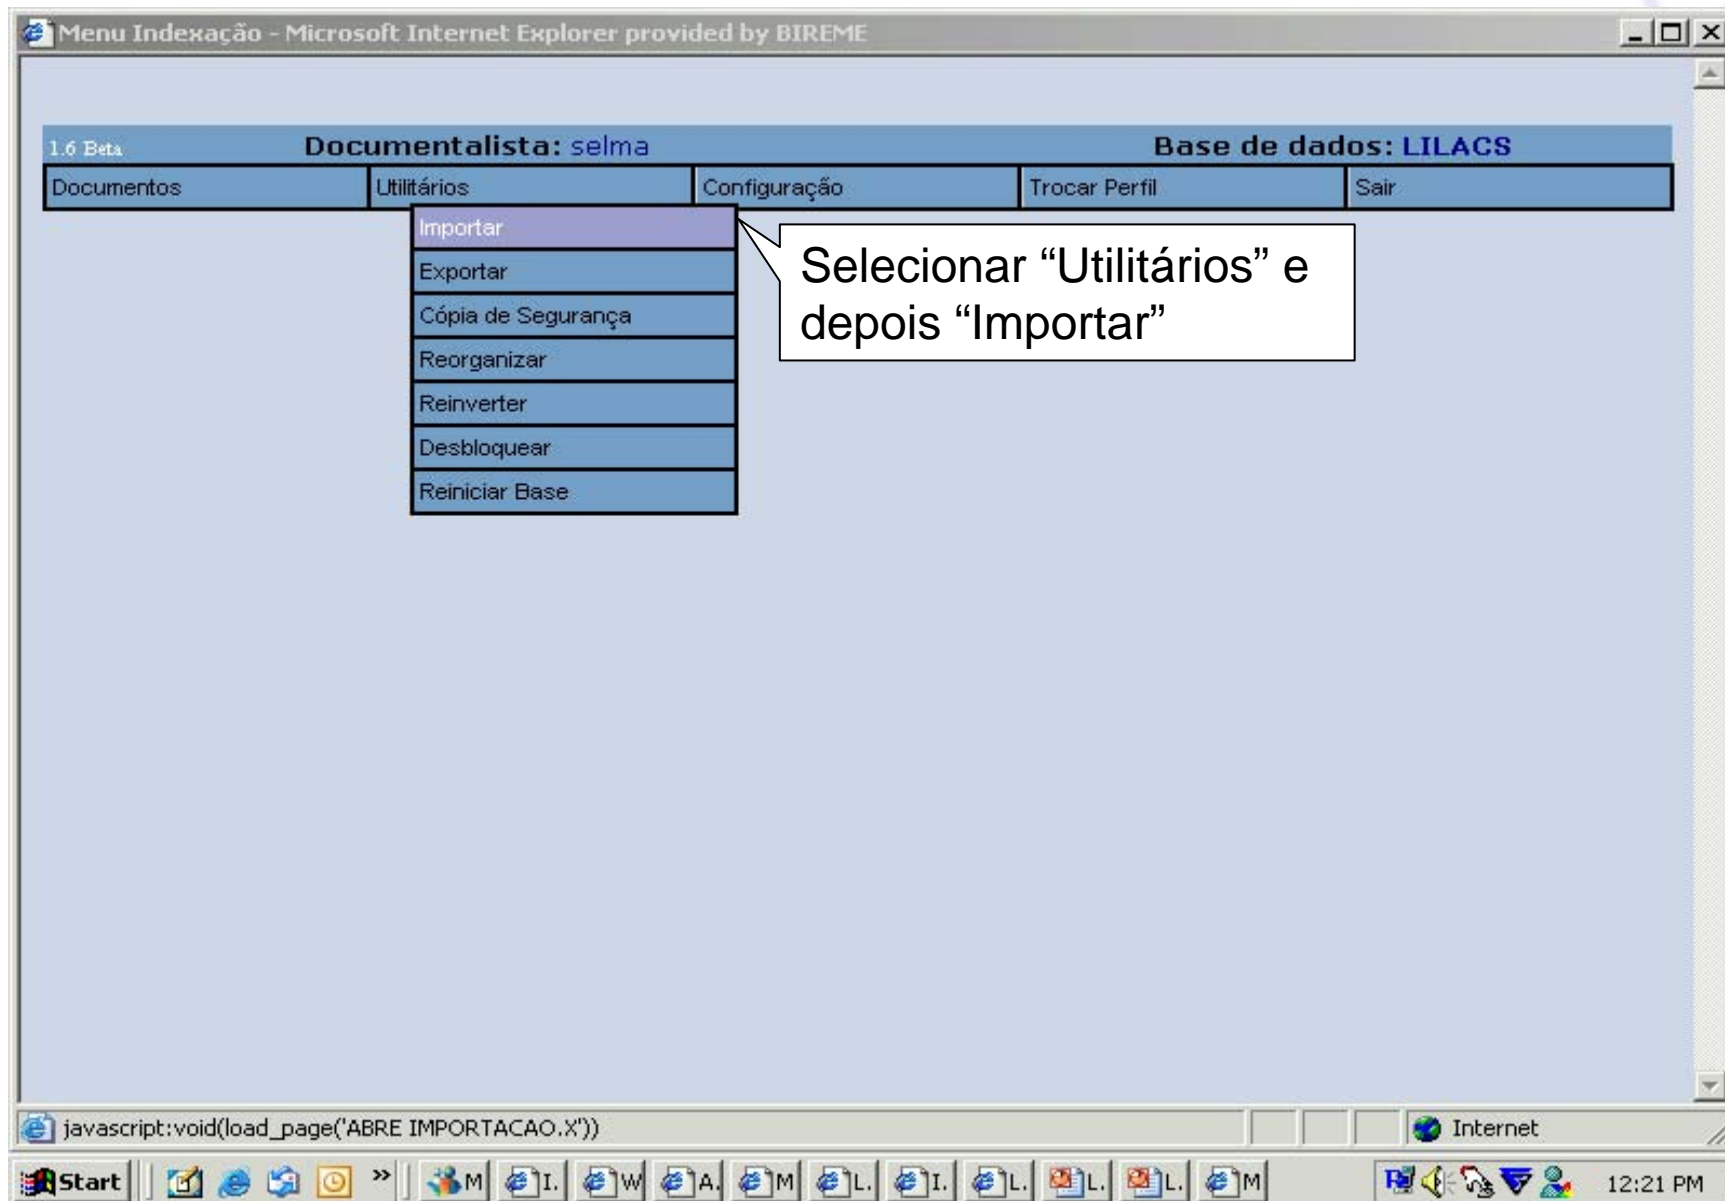 Menu Indexação - Microsoft Internet Explorer provided by BIREME
1.6 Beta Documentalista: selma Base de dados: LILACS
Documentos Utilitários Configuração Trocar Perfil Sair
Importar
Exportar
Cópia de Segurança
Reorganizar
Reinverter
Desbloquear
Reiniciar Base
Selecionar “Utilitários” e
depois “Importar”
javascript:void(load_page('ABRE IMPORTACAO.X')) Internet
Start » M I. W A. M L. I. L. L. L. M 12:21 PM